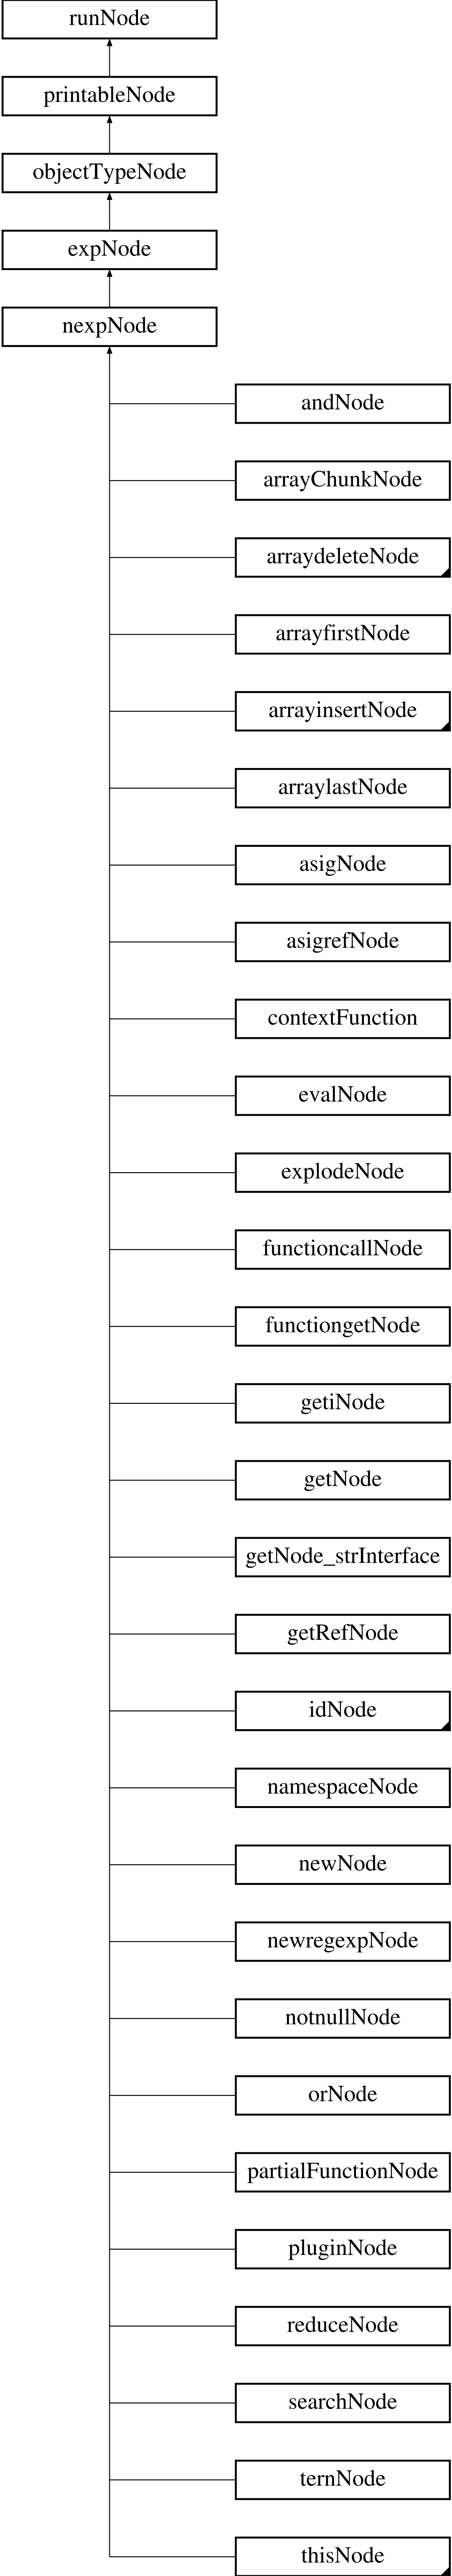 runNode
printableNode
objectTypeNode
expNode
nexpNode
andNode
arrayChunkNode
arraydeleteNode
arrayfirstNode
arrayinsertNode
arraylastNode
asigNode
asigrefNode
contextFunction
evalNode
explodeNode
functioncallNode
functiongetNode
getiNode
getNode
getNode_strInterface
getRefNode
idNode
namespaceNode
newNode
newregexpNode
notnullNode
orNode
partialFunctionNode
pluginNode
reduceNode
searchNode
ternNode
thisNode